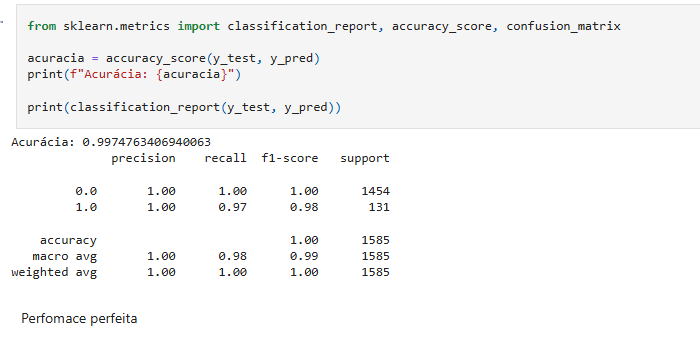 from sklearn.metrics import classification_report, accuracy_score, confusion_matrix
acuracia = accuracy_score(y_test, y_pred)
print(f"Acurácia: {acuracia}")
print(classification_report(y_test, y_pred))
Acurácia: 0.9974763406940063
precision recall f1-score support
0.0 1.00 1.00 1.00 1454
1.0 1.00 0.97 0.98 131
accuracy 1.00 1585
macro avg 1.00 0.98 0.99 1585
weighted avg 1.00 1.00 1.00 1585
Perfomace perfeita